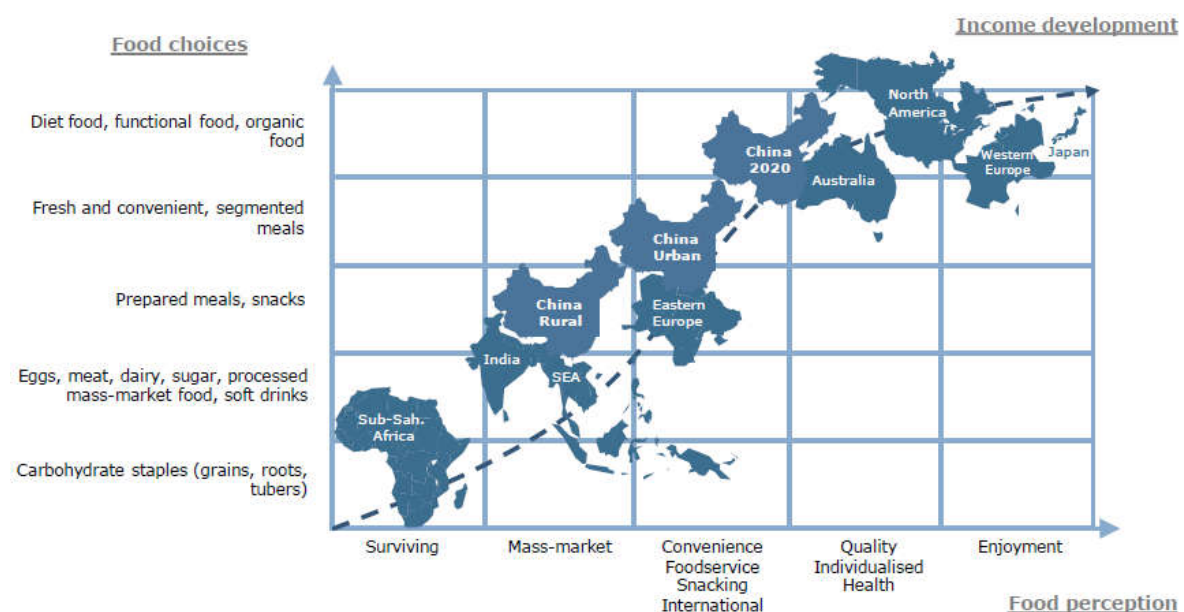 Food choices
Income development
Diet food, functional food, organic
food
Fresh and convenient, segmented
meals
Prepared meals, snacks
Eggs, meat, dairy, sugar, processed
mass-market food, soft drinks
Carbohydrate staples (grains, roots,
tubers)
North
America
China
2020
Australia
Western
Europe
Japan
China
Urban
China
Rural
Eastern
Europe
India
SEA
Sub-Sah.
Africa
Surviving
Mass-market
Convenience
Foodservice
Snacking
International
Quality
Individualised
Health
Enjoyment
Food perception